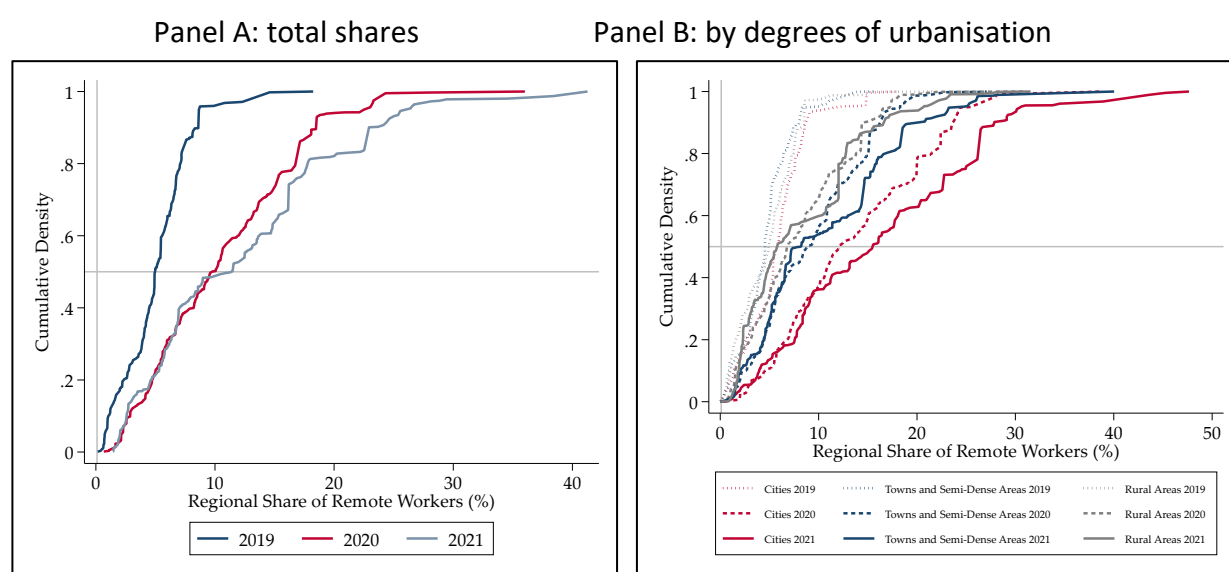 Panel A: total shares
Panel B: by degrees of urbanisation
Cumulative Density
1
.8
.6
.4
.2
0
0 10 20 30 40
Regional Share of Remote Workers (%)
2019 2020 2021
Cumulative Density
1
.8
.6
.4
.2
0
0 10 20 30 40 50
Regional Share of Remote Workers (%)
Cities 2019 Towns and Semi-Dense Areas 2019 Rural Areas 2019
Cities 2020 Towns and Semi-Dense Areas 2020 Rural Areas 2020
Cities 2021 Towns and Semi-Dense Areas 2021 Rural Areas 2021